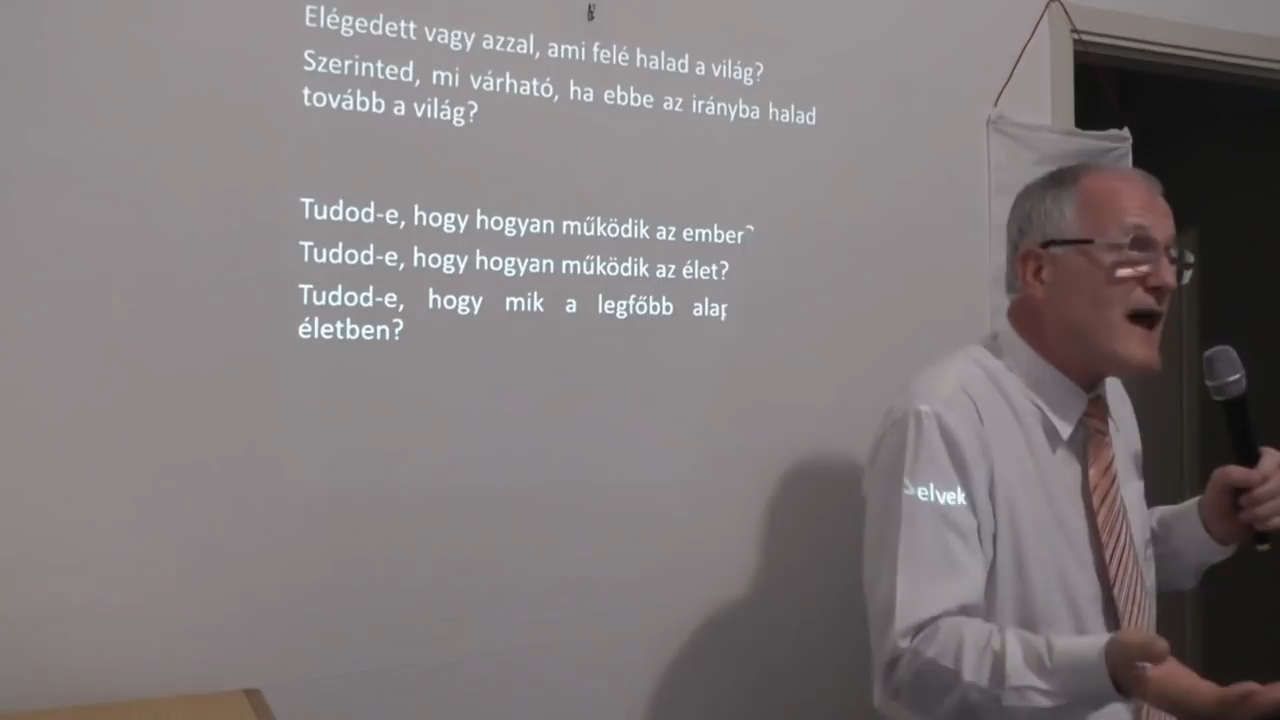 Elégedett vagy azzal, ami felé halad a világ?
Szerinted, mi várható, ha ebbe az irányba halad
tovább a világ?
Tudod-e, hogy hogyan működik az ember?
Tudod-e, hogy hogyan működik az élet?
Tudod-e, hogy mik a legfőbb alapelvek
életben?